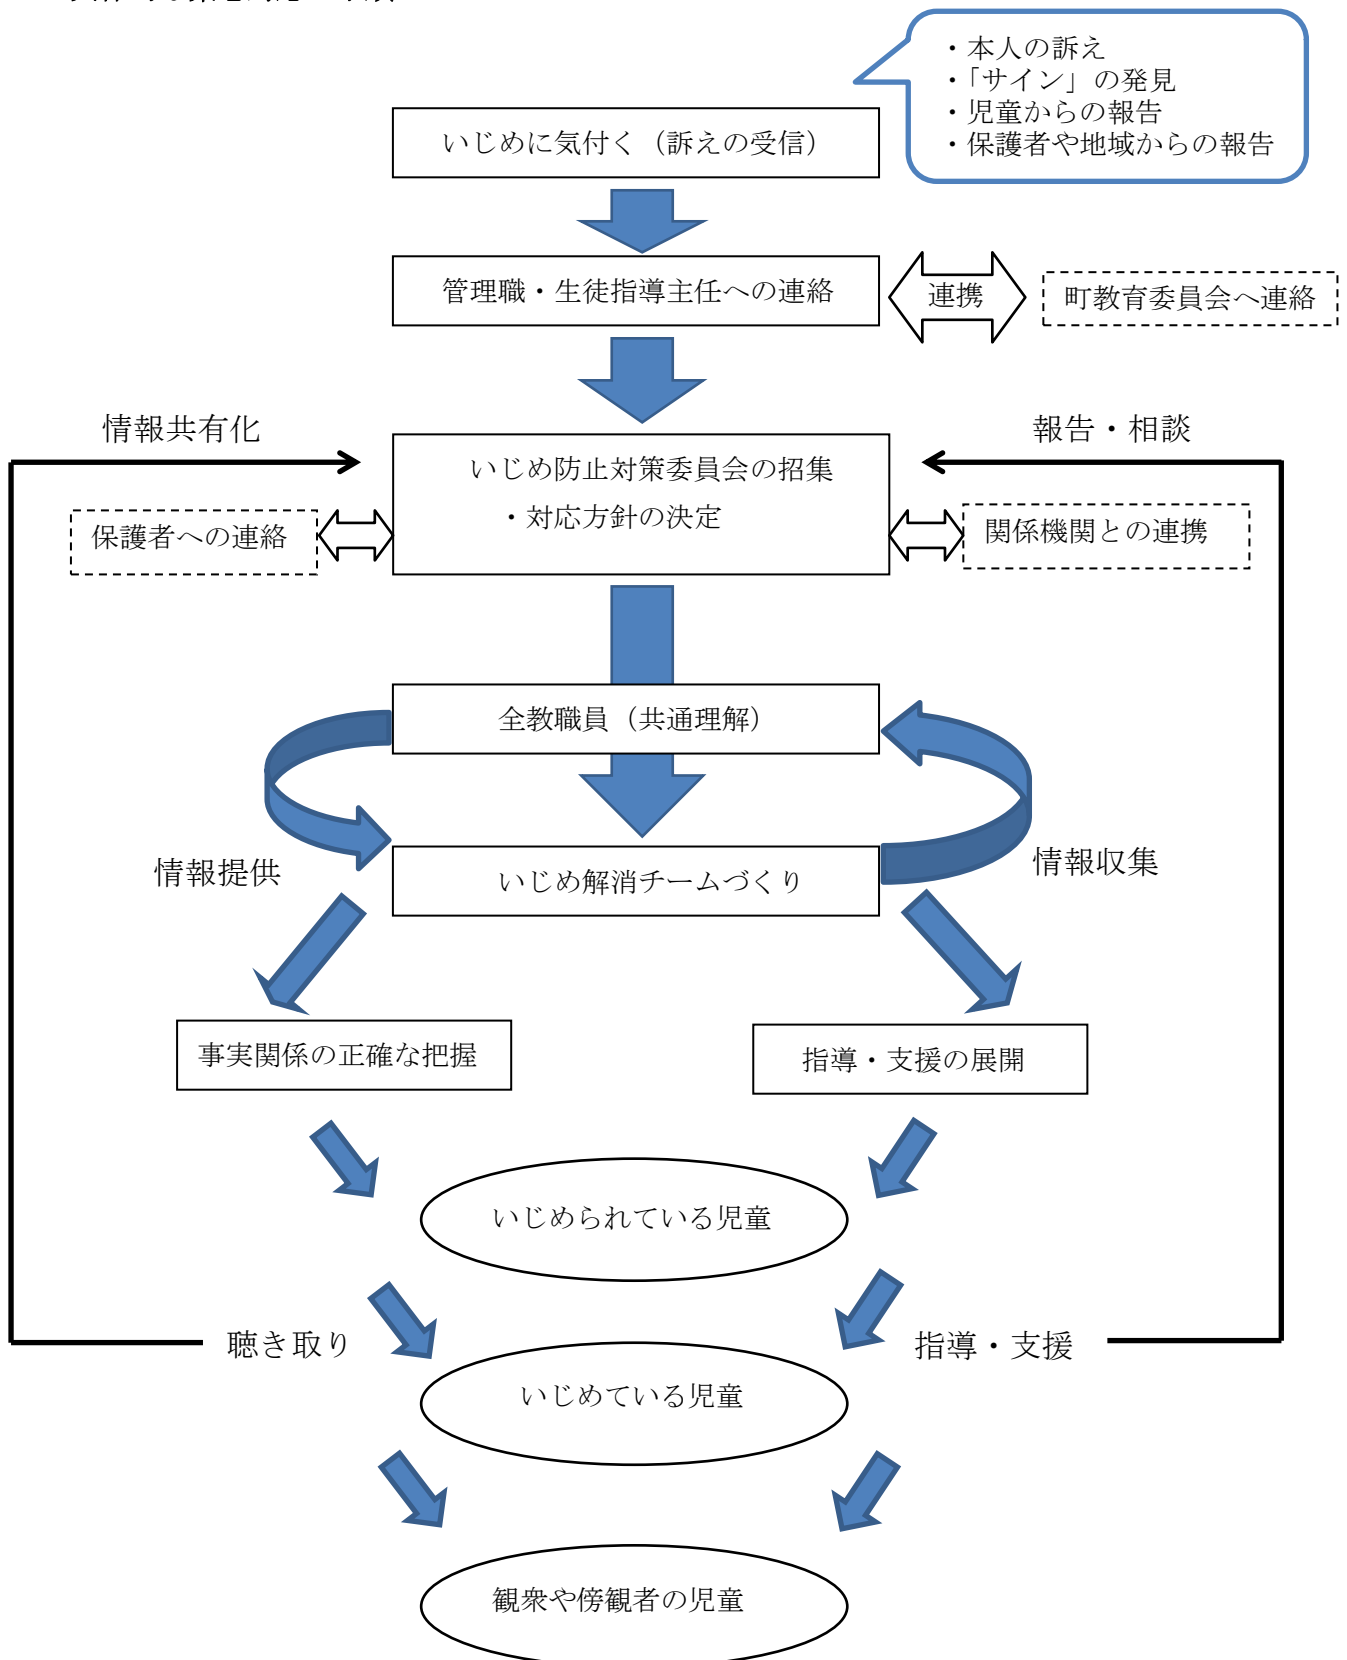 ・本人の訴え
・「サイン」の発見
・児童からの報告
・保護者や地域からの報告
いじめに気付く（訴えの受信）
管理職・生徒指導主任への連絡
連携
町教育委員会へ連絡
情報共有化
報告・相談
いじめ防止対策委員会の招集
・対応方針の決定
保護者への連絡
関係機関との連携
全教職員（共通理解）
情報提供
いじめ解消チームづくり
情報収集
事実関係の正確な把握
指導・支援の展開
いじめられている児童
聴き取り
指導・支援
いじめている児童
観衆や傍観者の児童